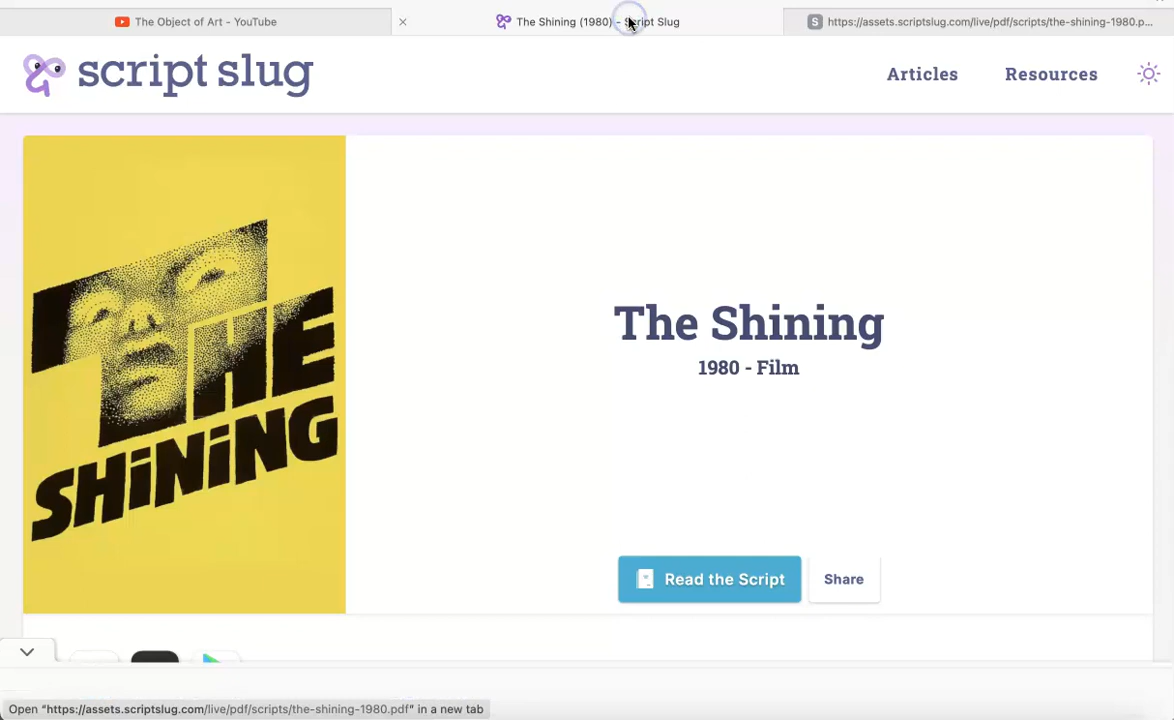 The Object of Art - YouTube
The Shining (1980) - Script Slug
S https://assets.scriptslug.com/live/pdf/scripts/the-shining-1980.p...
script slug
Articles
Resources
THE
SHiNiNG
The Shining
1980 - Film
Read the Script
Share
Open “https://assets.scriptslug.com/live/pdf/scripts/the-shining-1980.pdf” in a new tab